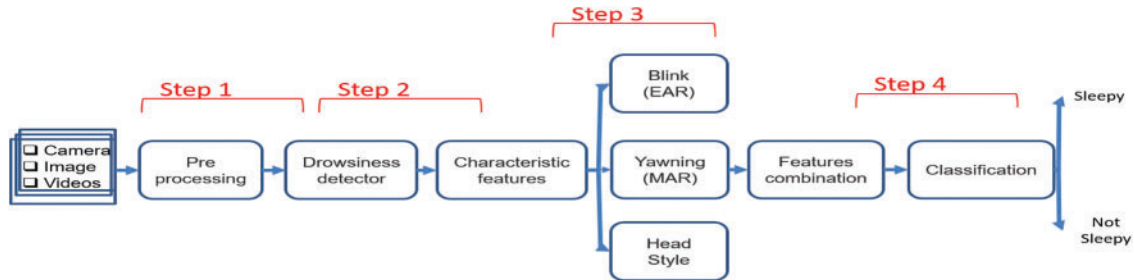 Step 1
Step 2
Step 3
Step 4
Camera
Image
Videos
Pre
processing
Drowsiness
detector
Characteristic
features
Blink
(EAR)
Yawning
(MAR)
Head
Style
Features
combination
Classification
Sleepy
Not
Sleepy